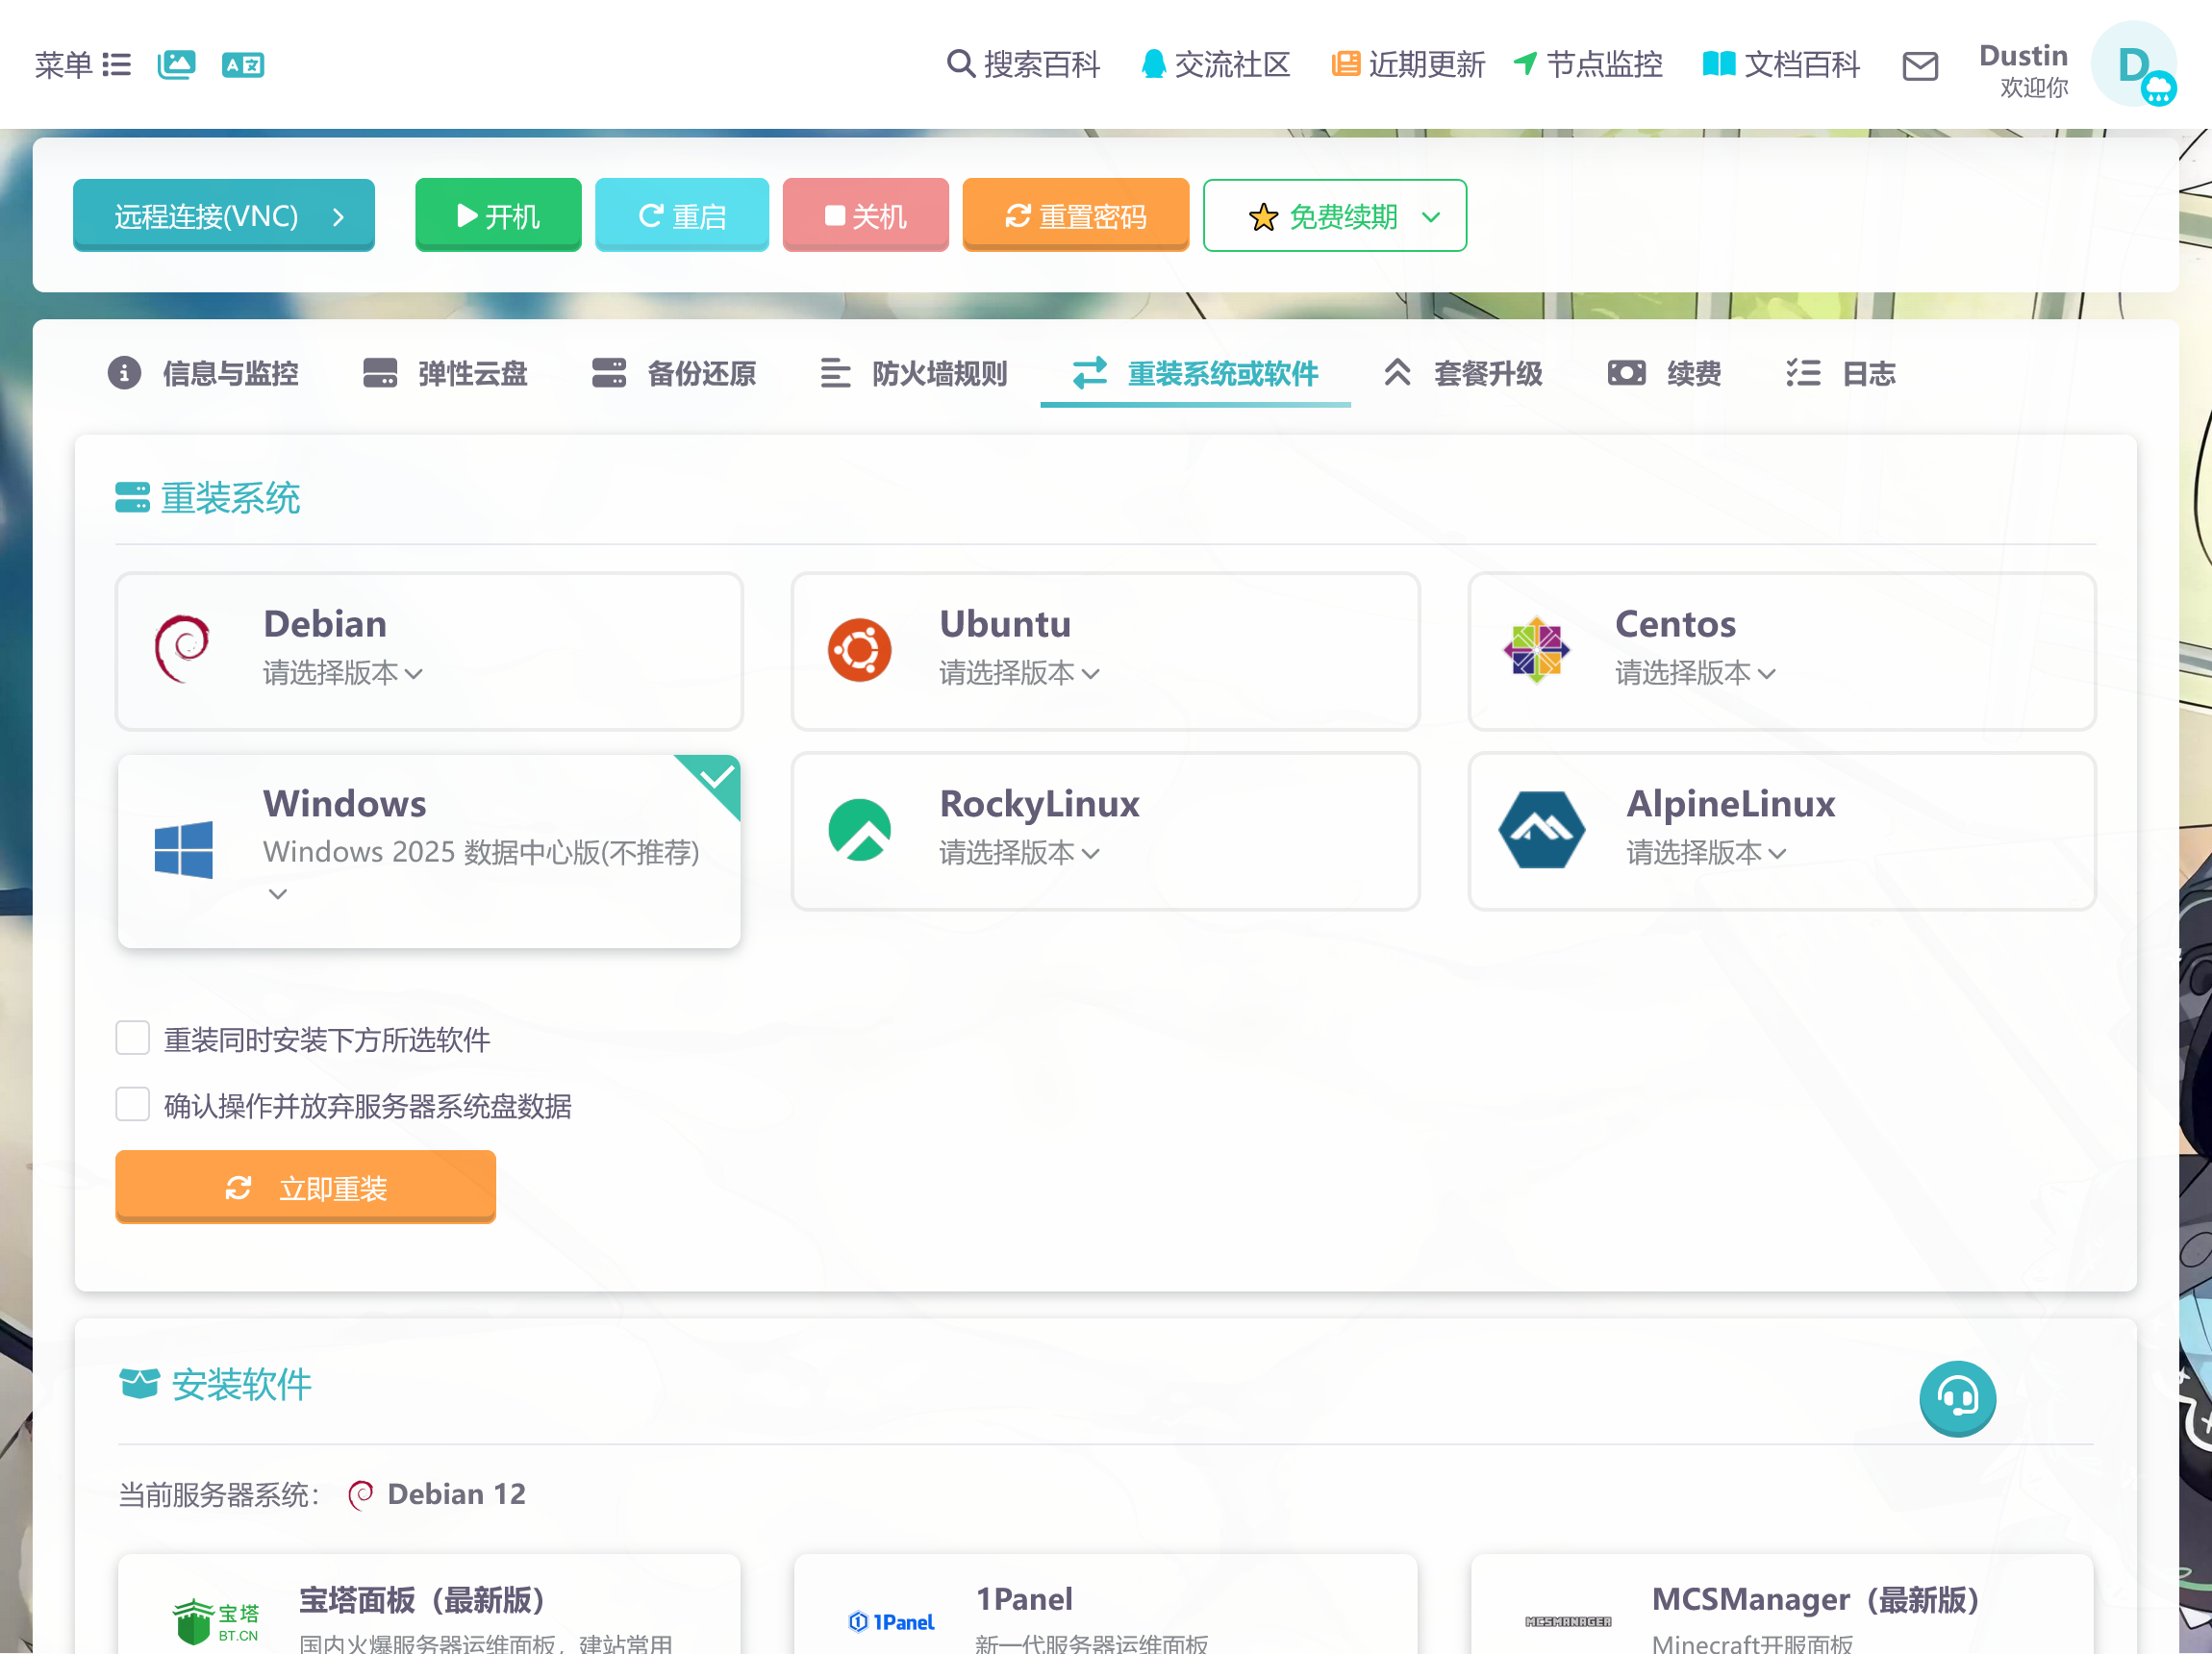 菜单
搜索百科 交流社区 近期更新 节点监控 文档百科
Dustin
欢迎你
D
远程连接(VNC) 开机 重启 关机 重置密码 免费续期
信息与监控 弹性云盘 备份还原 防火墙规则 重装系统或软件 套餐升级 续费 日志
重装系统
Debian
请选择版本
Ubuntu
请选择版本
Centos
请选择版本
Windows
Windows 2025 数据中心版(不推荐)
RockyLinux
请选择版本
AlpineLinux
请选择版本
重装同时安装下方所选软件
确认操作并放弃服务器系统盘数据
立即重装
安装软件
当前服务器系统： Debian 12
宝塔
BT.CN
宝塔面板（最新版）
国内火爆服务器运维面板，建站常用
1Panel
1Panel
新一代服务器运维面板
MCSMANAGER
MCSManager（最新版）
Minecraft开服面板